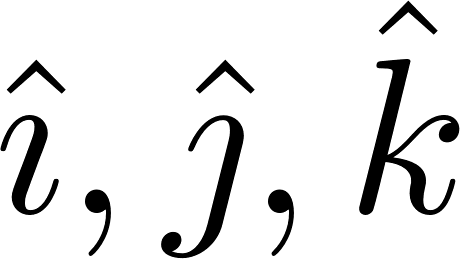 î, ĵ, k̂